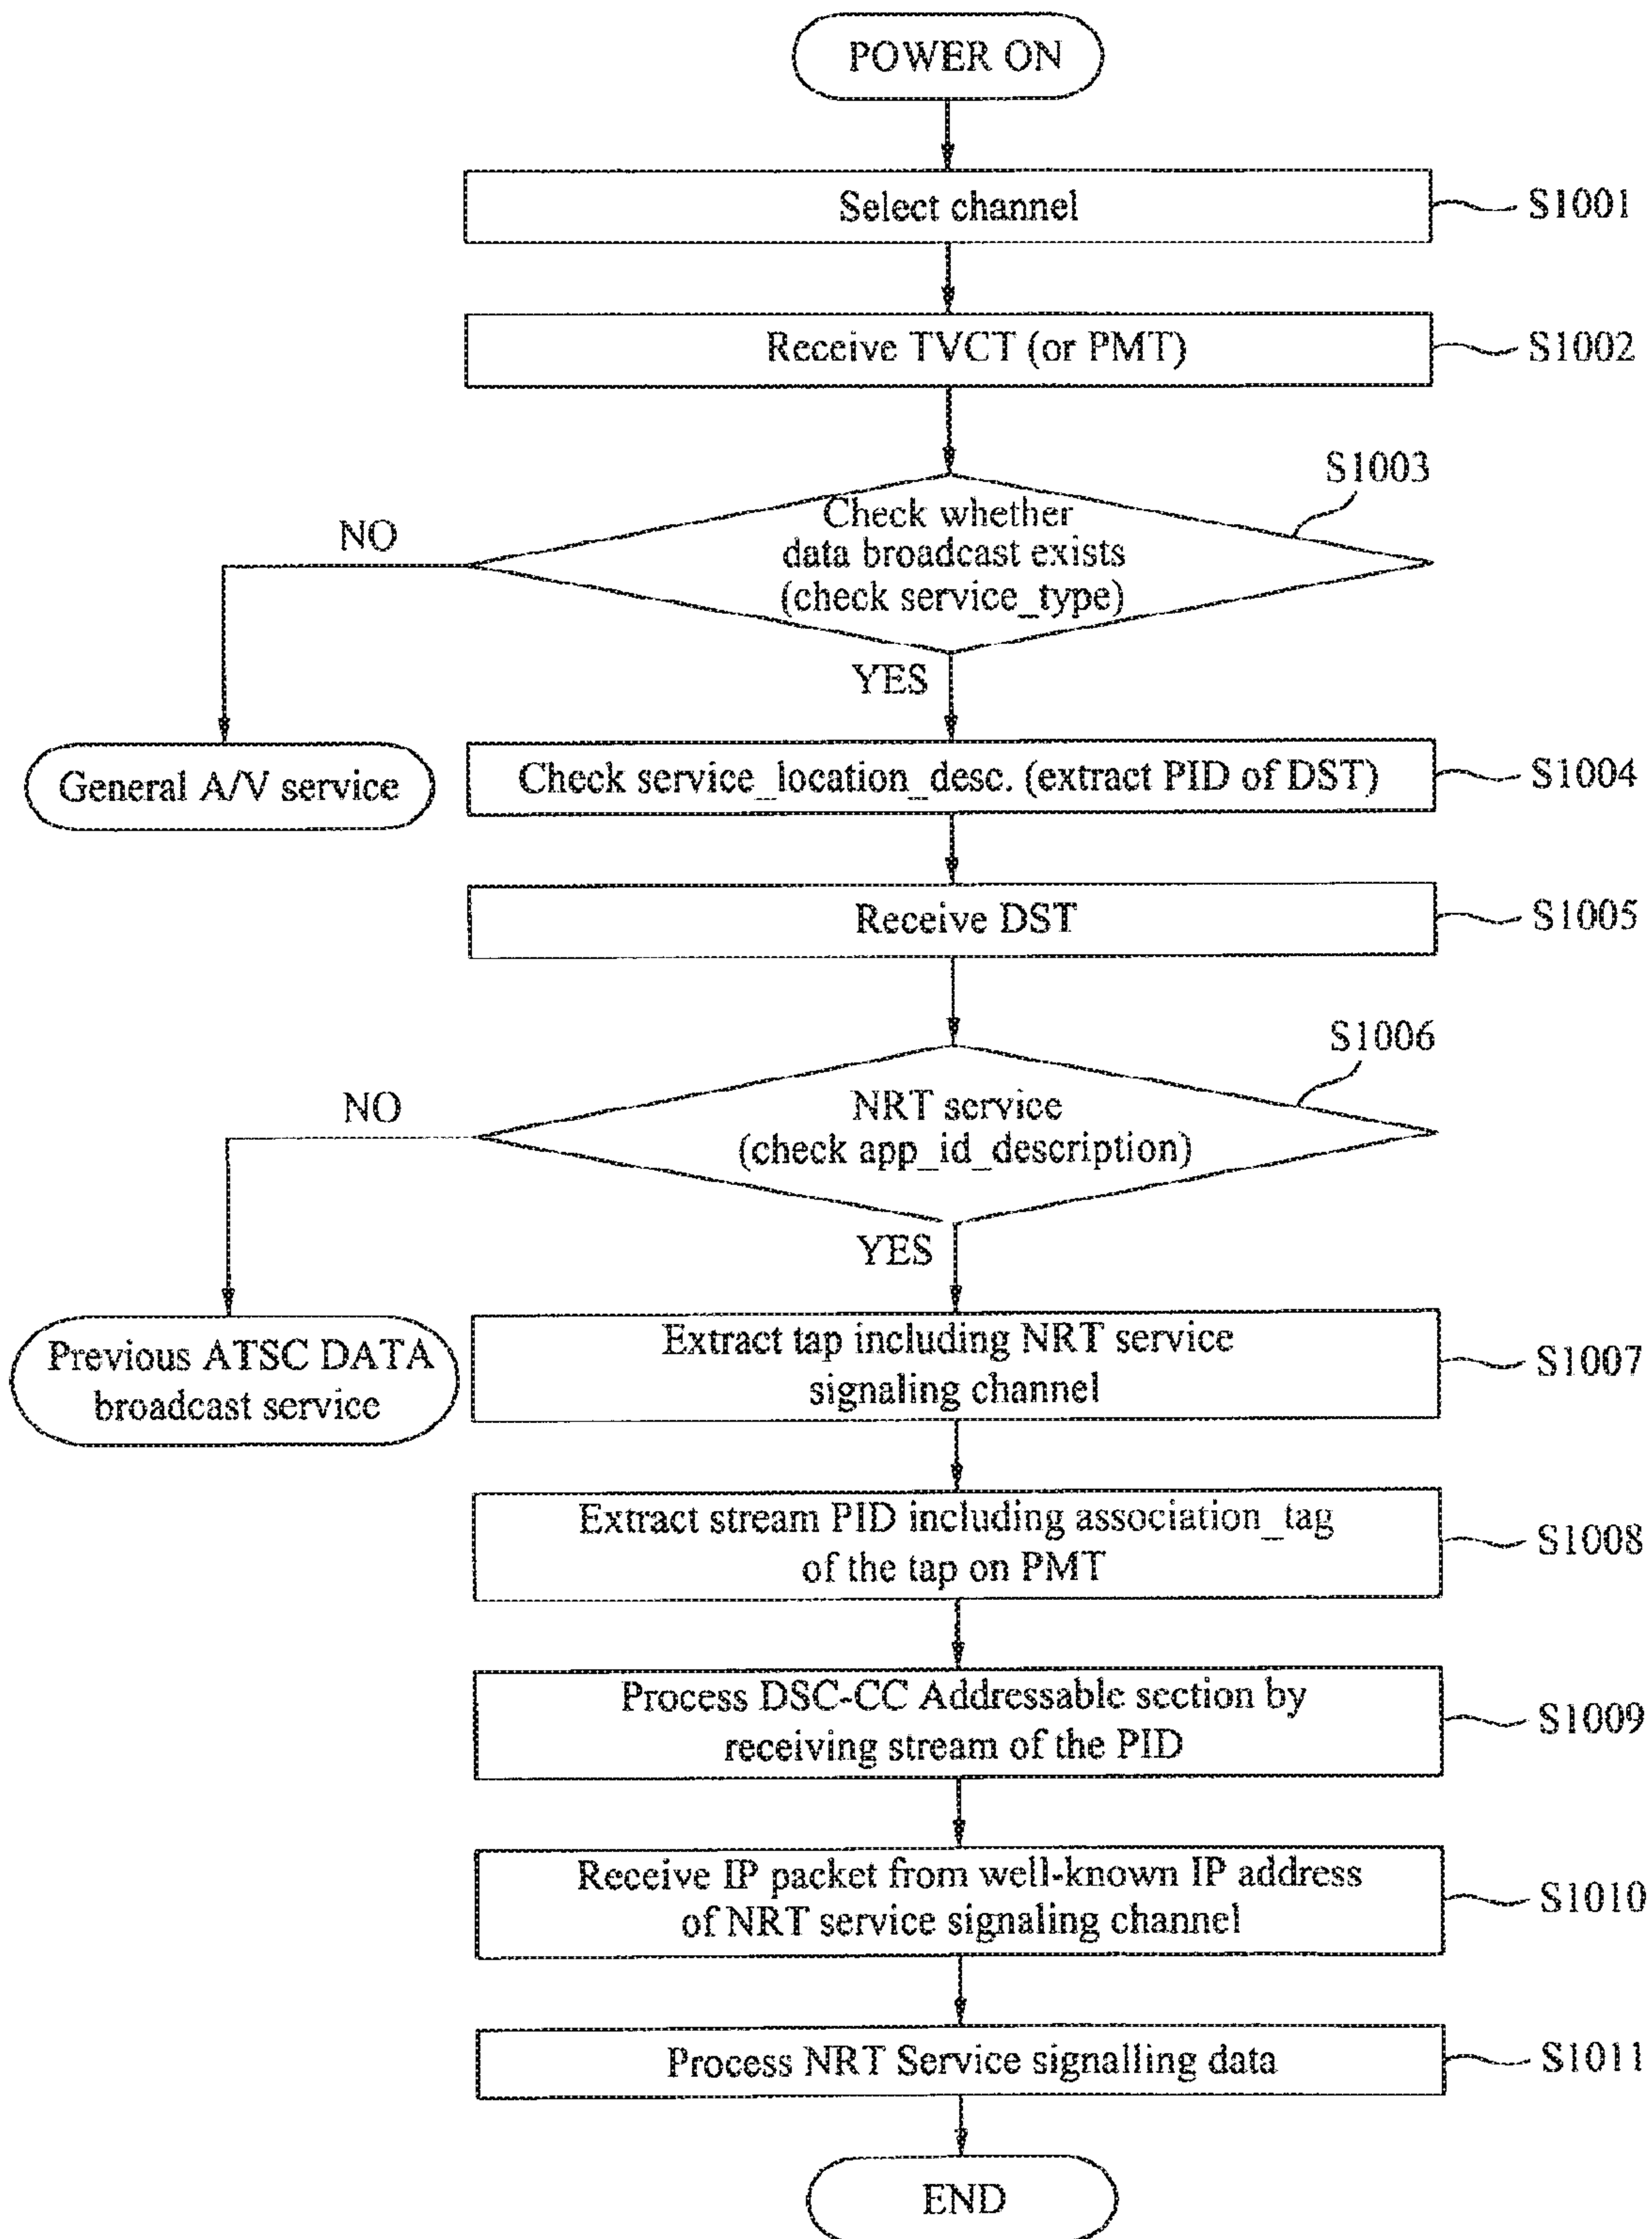 POWER ON
Select channel
S1001
Receive TVCT (or PMT)
S1002
S1003
Check whether
data broadcast exists
(check service_type)
NO
YES
General A/V service
Check service_location_desc. (extract PID of DST)
S1004
Receive DST
S1005
S1006
NRT service
(check app_id_description)
NO
YES
Previous ATSC DATA
broadcast service
Extract tap including NRT service
signaling channel
S1007
Extract stream PID including association_tag
of the tap on PMT
S1008
Process DSC-CC Addressable section by
receiving stream of the PID
S1009
Receive IP packet from well-known IP address
of NRT service signaling channel
S1010
Process NRT Service signalling data
S1011
END